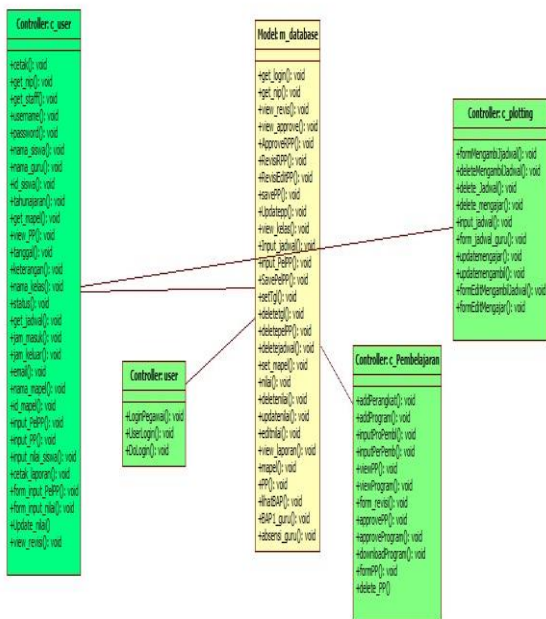 Controller: c_user
+cetak(): void
+get_nip(): void
+get_staff(): void
+username(): void
+password(): void
+nama_siswa(): void
+nama_guru(): void
+id_siswa(): void
+tahunajaran(): void
+get_mapel(): void
+view_PP(): void
+tanggal(): void
+keterangan(): void
+nama_kelas(): void
+status(): void
+get_jadwal(): void
+jam_masuk(): void
+jam_keluar(): void
+email(): void
+nama_mapel(): void
+id_mapel(): void
+input_PelPP(): void
+input_PP(): void
+input_nilai_siswa(): void
+cetak_laporan(): void
+form_input_PelPP(): void
+form_input_nilai(): void
+Update_nilai()
+view_revisi(): void
Controller: user
+LoginPegawai(): void
+UserLogin(): void
+DoLogin(): void
Model: m_database
+get_login(): void
+get_nip(): void
+view_revisi(): void
+view_approve(): void
+ApproveRPP(): void
+RevisiRPP(): void
+RevisiEditPP(): void
+savePP(): void
+Updatepp(): void
+view_kelas(): void
+Input_jadwal(): void
+input_PelPP(): void
+SavePelPP(): void
+setTgl(): void
+deletetgl(): void
+deletepelPP(): void
+deletejadwal(): void
+set_mapel(): void
+nilai(): void
+deletenilai(): void
+updatenilai(): void
+editnilai(): void
+view_laporan(): void
+mapel(): void
+PP(): void
+lihatBAP(): void
+BAP1_guru(): void
+absensi_guru(): void
Controller: c_plotting
+formMengambilJadwal(): void
+deleteMengambilJadwal(): void
+delete_Jadwal(): void
+delete_mengajar(): void
+input_jadwal(): void
+form_jadwal_guru(): void
+updatemengajar(): void
+updatemengambil(): void
+formEditMengambilJadwal(): void
+formEditMengajar(): void
Controller: c_Pembelajaran
+addPerangkat(): void
+addProgram(): void
+inputProPembl(): void
+inputPerPembl(): void
+viewPP(): void
+viewProgram(): void
+form_revisi(): void
+approvePP(): void
+approveProgram(): void
+downloadProgram(): void
+formPP(): void
+delete_PP()